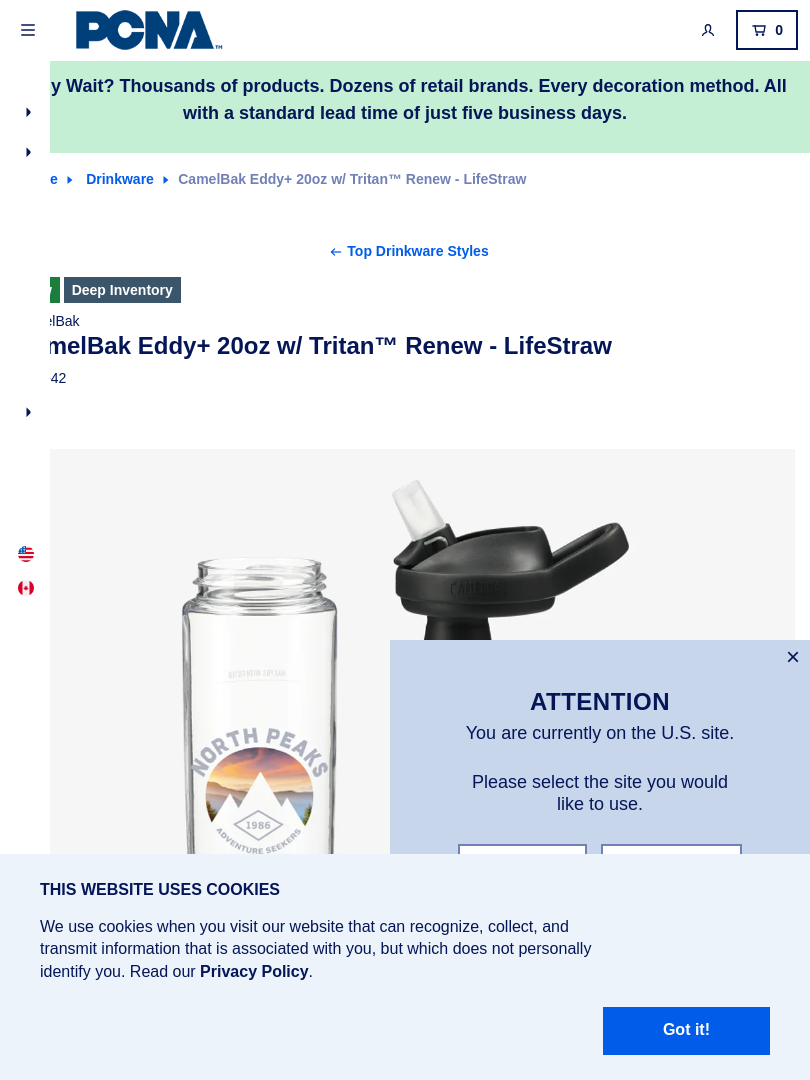 PCNA™
0
y Wait? Thousands of products. Dozens of retail brands. Every decoration method. All
with a standard lead time of just five business days.
e Drinkware CamelBak Eddy+ 20oz w/ Tritan™ Renew - LifeStraw
← Top Drinkware Styles
Deep Inventory
elBak
melBak Eddy+ 20oz w/ Tritan™ Renew - LifeStraw
42
CAMELBAK
NORTH PEAKS
1986
ADVENTURE SEEKERS
ATTENTION
You are currently on the U.S. site.
Please select the site you would
like to use.
THIS WEBSITE USES COOKIES
We use cookies when you visit our website that can recognize, collect, and
transmit information that is associated with you, but which does not personally
identify you. Read our Privacy Policy.
Got it!